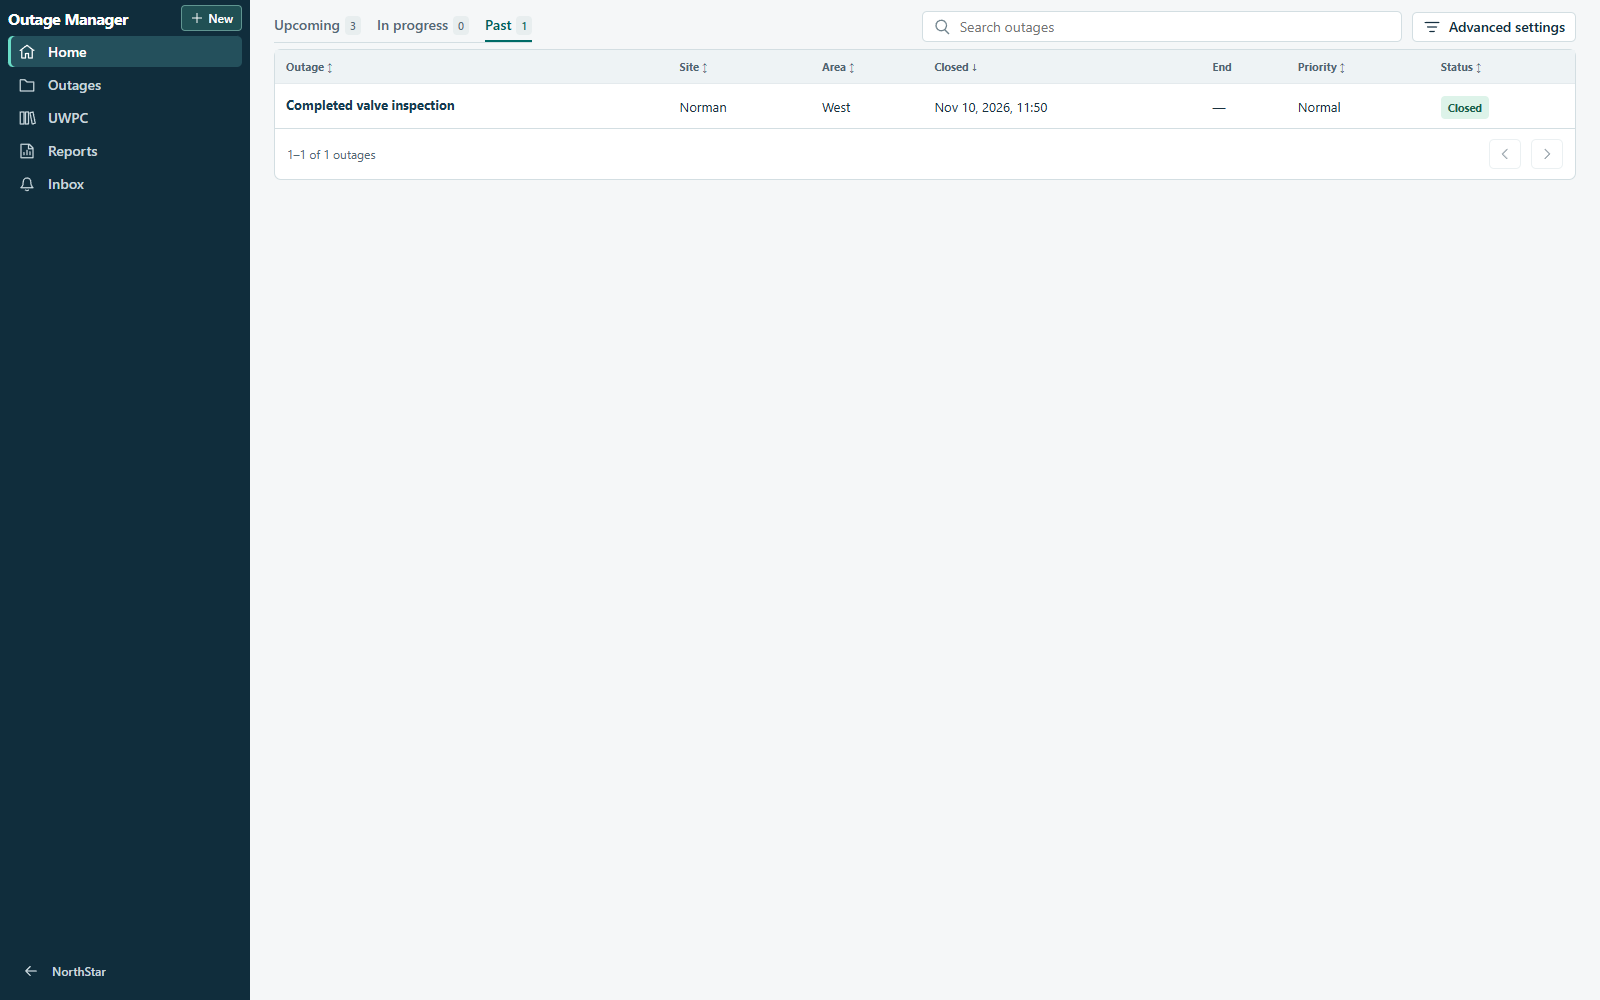 Outage Manager
New
Home
Outages
UWPC
Reports
Inbox
NorthStar
Upcoming 3 In progress 0 Past 1
Search outages
Advanced settings
Outage Site Area Closed End Priority Status
Completed valve inspection Norman West Nov 10, 2026, 11:50 — Normal Closed
1–1 of 1 outages